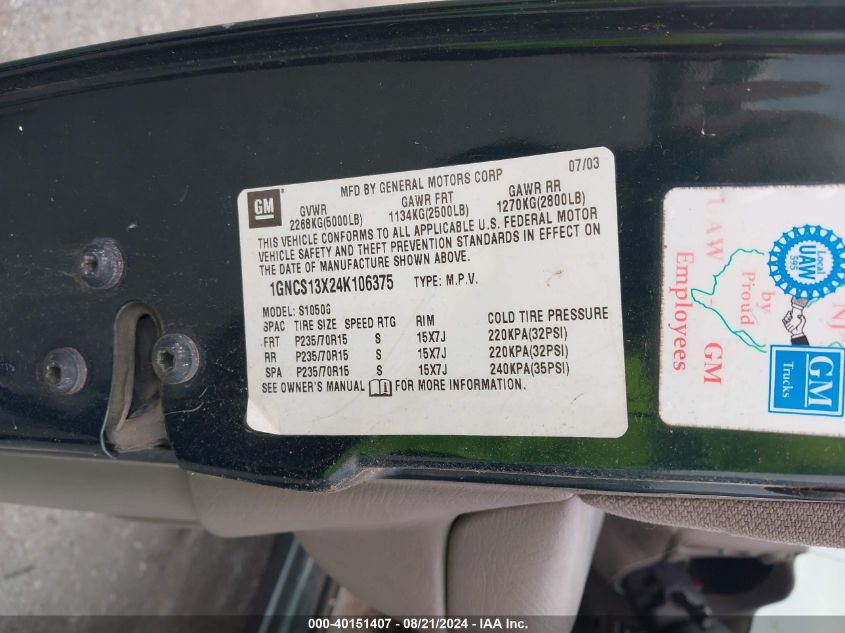 GM
MFD BY GENERAL MOTORS CORP 07/03
GVWR GAWR FRT GAWR RR
2268KG(5000LB) 1134KG(2500LB) 1270KG(2800LB)
THIS VEHICLE CONFORMS TO ALL APPLICABLE U.S. FEDERAL MOTOR
VEHICLE SAFETY AND THEFT PREVENTION STANDARDS IN EFFECT ON
THE DATE OF MANUFACTURE SHOWN ABOVE.
1GNCS13X24K106375 TYPE: M.P.V.
MODEL: S10506
SPAC TIRE SIZE SPEED RTG RIM COLD TIRE PRESSURE
FRT P235/70R15 S 15X7J 220KPA(32PSI)
RR P235/70R15 S 15X7J 220KPA(32PSI)
SPA P235/70R15 S 15X7J 240KPA(35PSI)
SEE OWNER'S MANUAL FOR MORE INFORMATION.
UAW
GM
Employees
by
Proud
Local
UAW
595
NJ
GM
Trucks
000-40151407 - 08/21/2024 - IAA Inc.